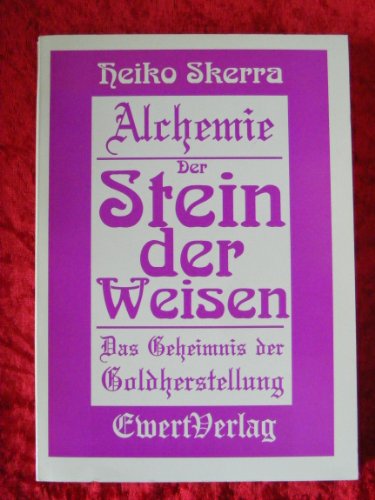 Heiko Skerra
Alchemie
Der
Stein
der
Weisen
Das Geheimnis der
Goldherstellung
EwertVerlag